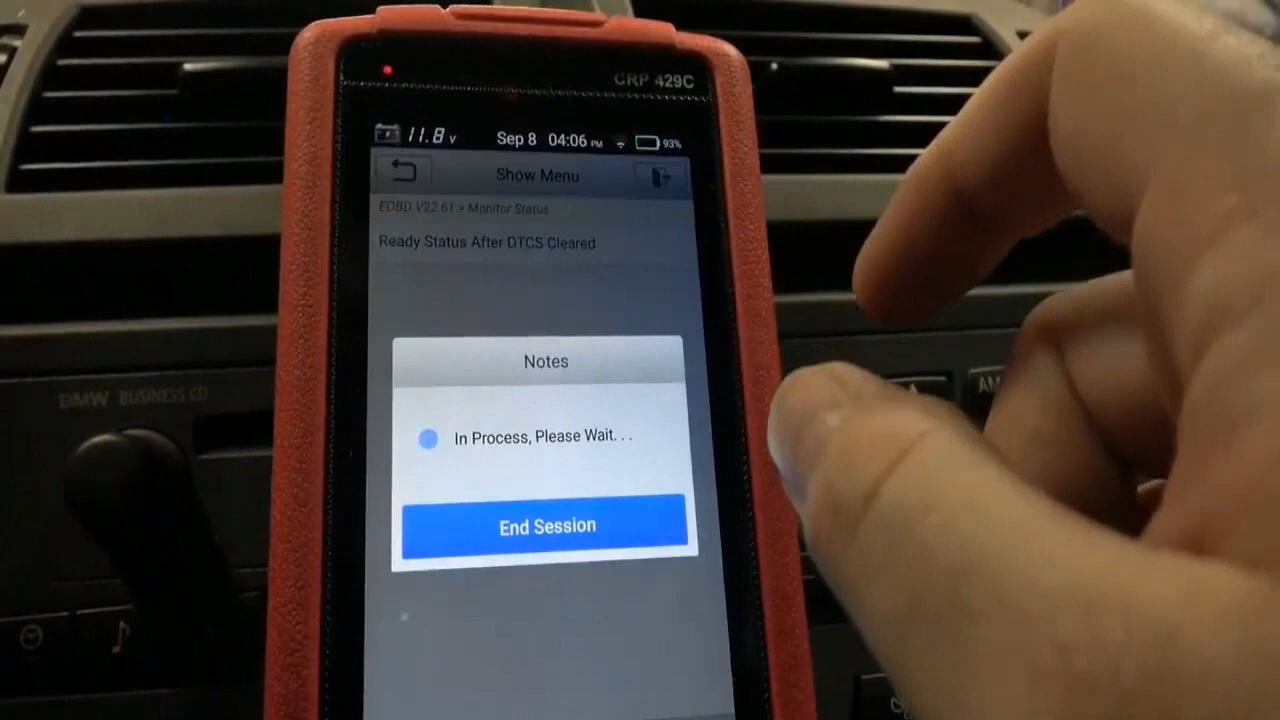 CRP 429C
11.8 v Sep 8 04:06 PM 93%
Show Menu
EOBD V22.61 > Monitor Status
Ready Status After DTCS Cleared
Notes
In Process, Please Wait. . .
End Session
BMW BUSINESS CD
AM